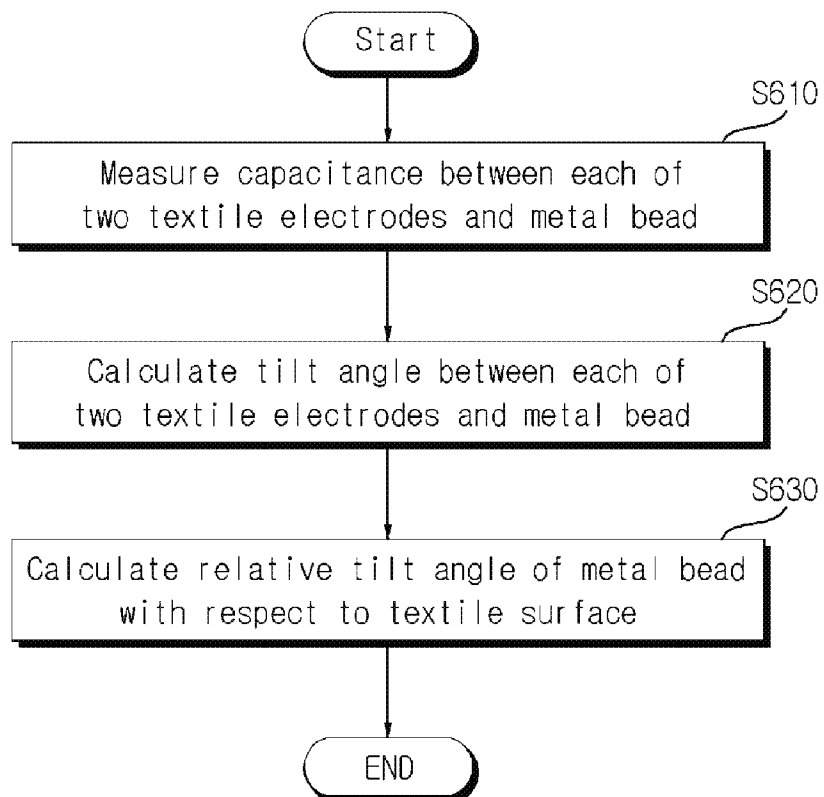 Start
S610
Measure capacitance between each of
two textile electrodes and metal bead
S620
Calculate tilt angle between each of
two textile electrodes and metal bead
S630
Calculate relative tilt angle of metal bead
with respect to textile surface
END